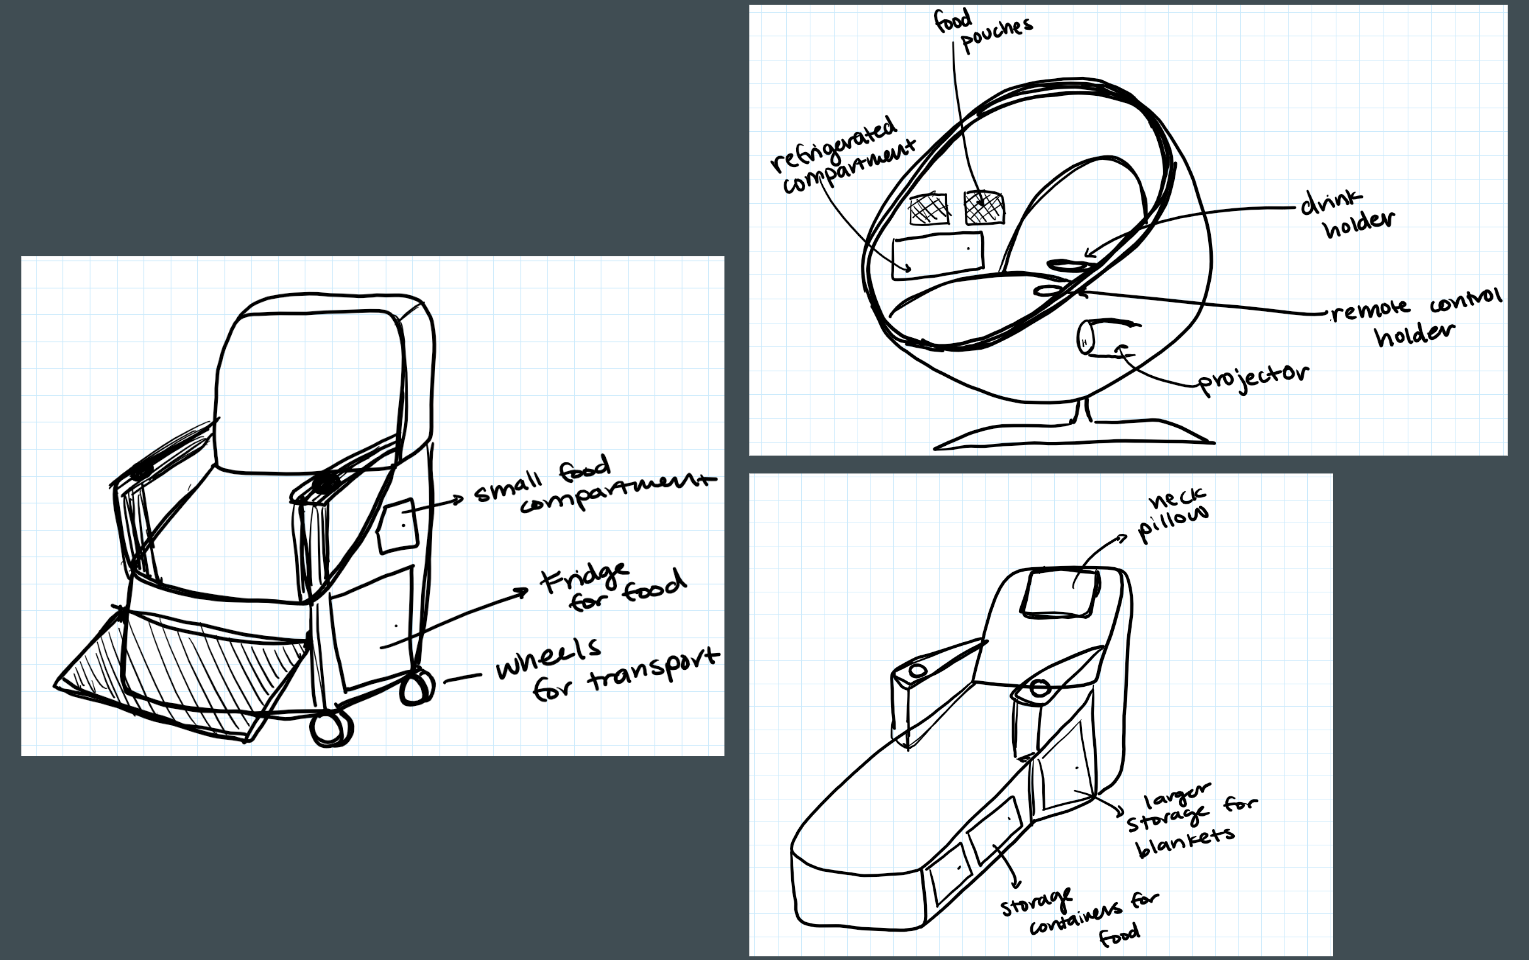 food
pouches
refrigerated
compartment
drink
holder
remote control
holder
projector
small food
compartment
Fridge
for food
wheels
for transport
neck
pillow
larger
storage for
blankets
storage
containers for
food